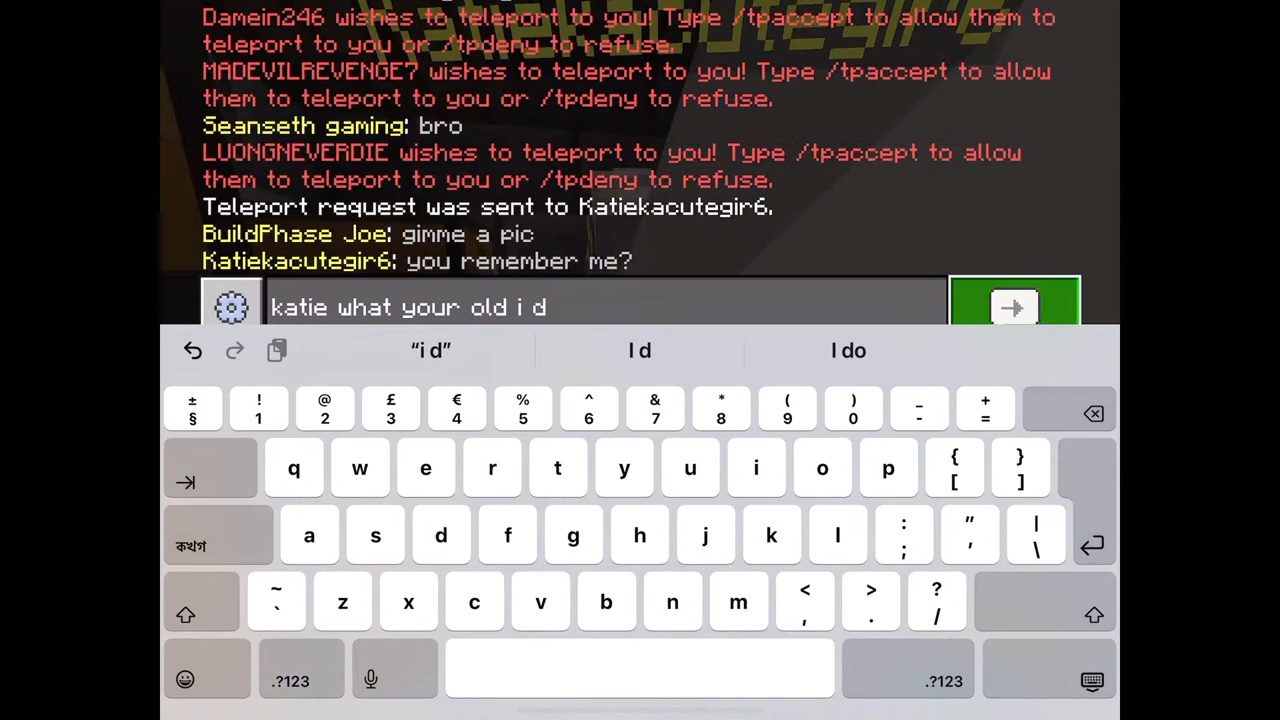 Katiekacutegir6
Damein246 wishes to teleport to you! Type /tpaccept to allow them to
teleport to you or /tpdeny to refuse.
MADEVILREVENGE7 wishes to teleport to you! Type /tpaccept to allow
them to teleport to you or /tpdeny to refuse.
Seanseth gaming: bro
LUONGNEVERDIE wishes to teleport to you! Type /tpaccept to allow
them to teleport to you or /tpdeny to refuse.
Teleport request was sent to Katiekacutegir6.
BuildPhase Joe: gimme a pic
Katiekacutegir6: you remember me?
katie what your old i d
“i d” I d I do
± ! @ £ € % ^ & * ( ) _ +
§ 1 2 3 4 5 6 7 8 9 0 - =
q w e r t y u i o p { [ } ]
কখগ a s d f g h j k l : ; " ' | \
~ ` z x c v b n m < , > . ? /
.?123 .?123